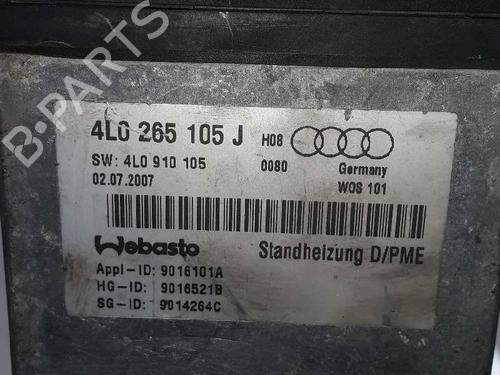 B-PARTS
4L0 265 105 J H08
SW: 4L0 910 105 0080 Germany
02.07.2007 WOS 101
Webasto Standheizung D/PME
Appl-ID: 9016101A
HG-ID: 9016521B
SG-ID: 9014264C